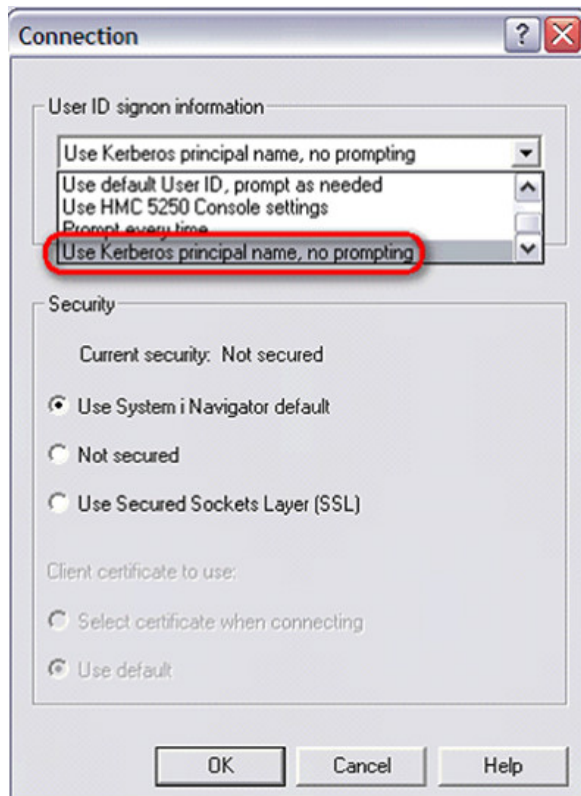 Connection
User ID signon information
Use Kerberos principal name, no prompting
Use default User ID, prompt as needed
Use HMC 5250 Console settings
Prompt every time
Use Kerberos principal name, no prompting
Security
Current security: Not secured
Use System i Navigator default
Not secured
Use Secured Sockets Layer (SSL)
Client certificate to use:
Select certificate when connecting
Use default
OK Cancel Help